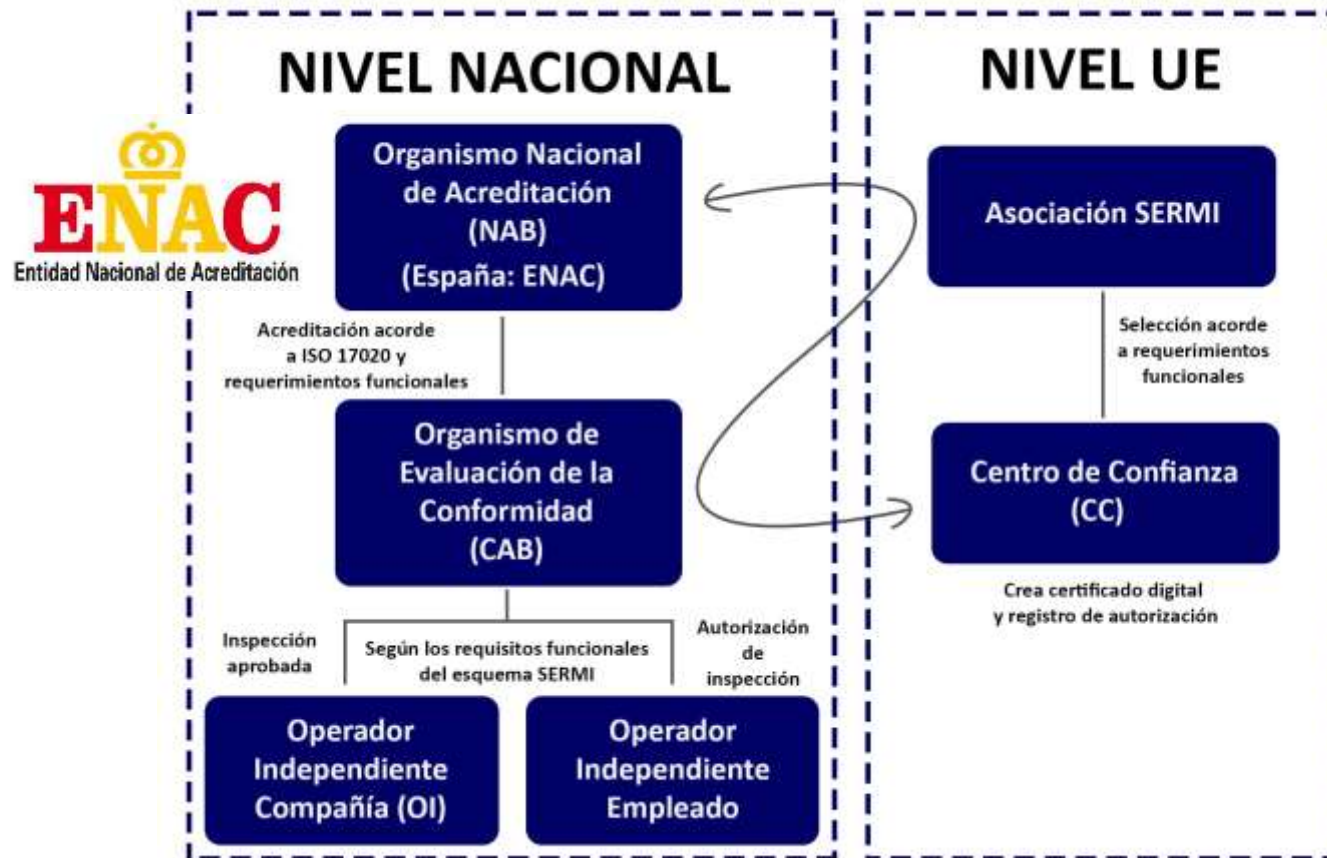 NIVEL NACIONAL
ENAC
Entidad Nacional de Acreditación
Organismo Nacional
de Acreditación
(NAB)
(España: ENAC)
Acreditación acorde
a ISO 17020 y
requerimientos funcionales
Organismo de
Evaluación de la
Conformidad
(CAB)
Inspección
aprobada
Según los requisitos funcionales
del esquema SERMI
Autorización
de
inspección
Operador
Independiente
Compañía (OI)
Operador
Independiente
Empleado
NIVEL UE
Asociación SERMI
Selección acorde
a requerimientos
funcionales
Centro de Confianza
(CC)
Crea certificado digital
y registro de autorización